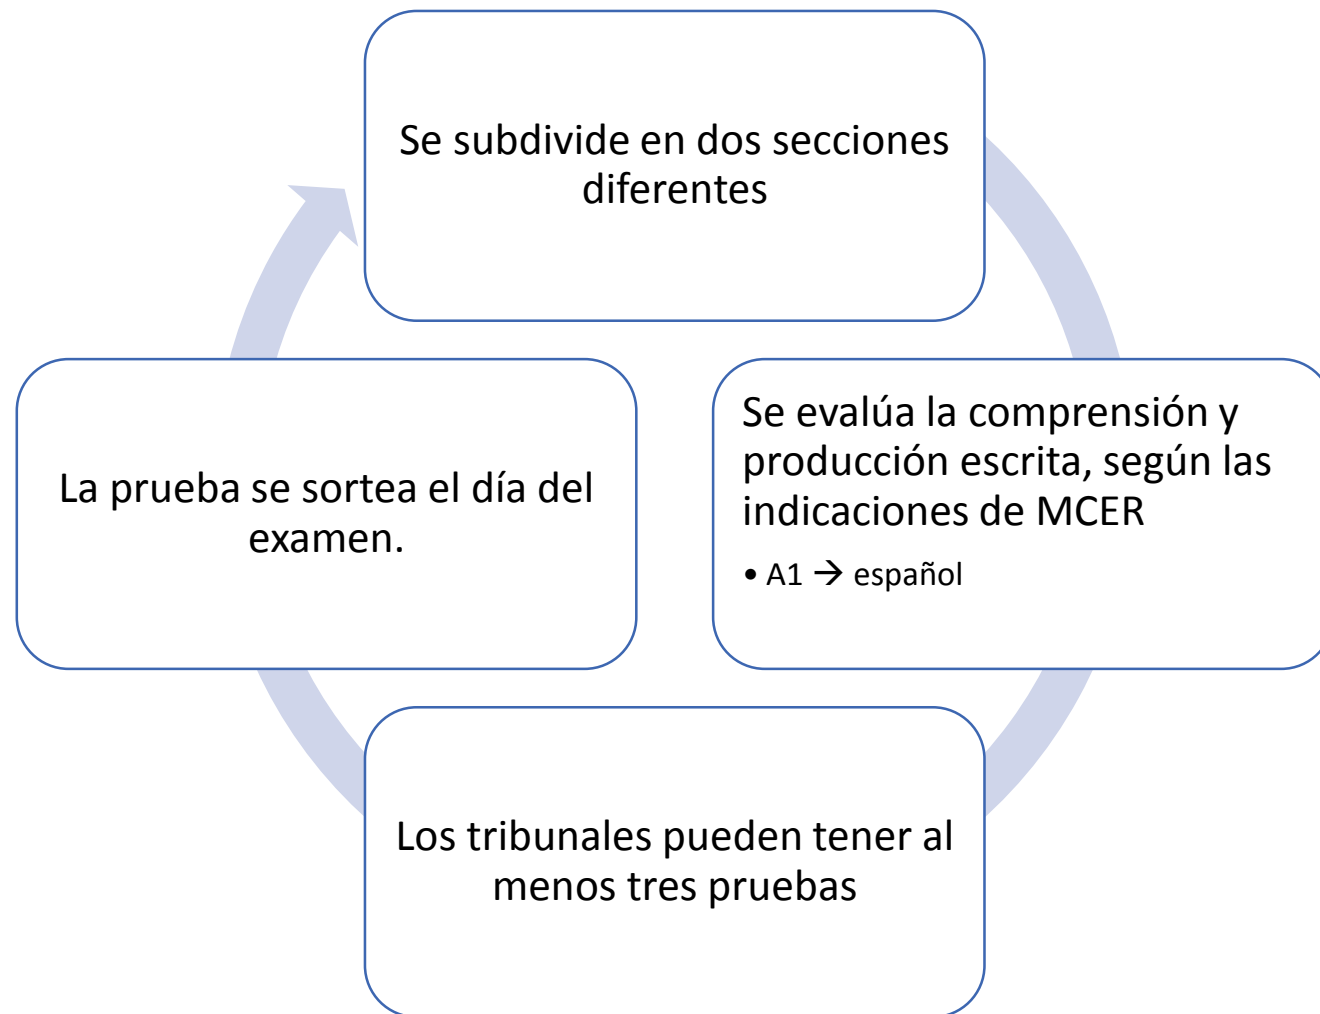 Se subdivide en dos secciones
diferentes
Se evalúa la comprensión y
producción escrita, según las
indicaciones de MCER
• A1 → español
Los tribunales pueden tener al
menos tres pruebas
La prueba se sortea el día del
examen.